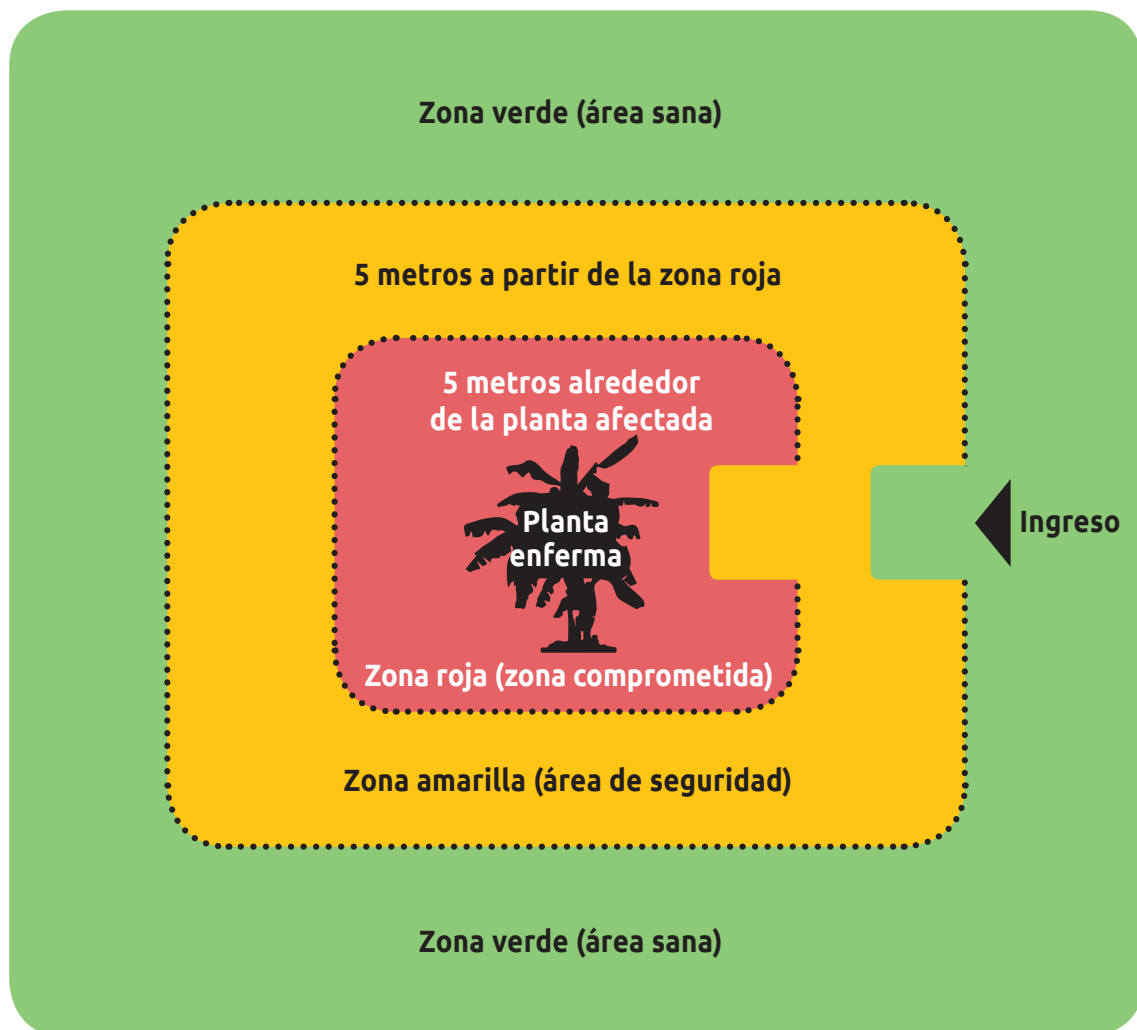 Zona verde (área sana)
5 metros a partir de la zona roja
5 metros alrededor
de la planta afectada
Planta
enferma
Ingreso
Zona roja (zona comprometida)
Zona amarilla (área de seguridad)
Zona verde (área sana)